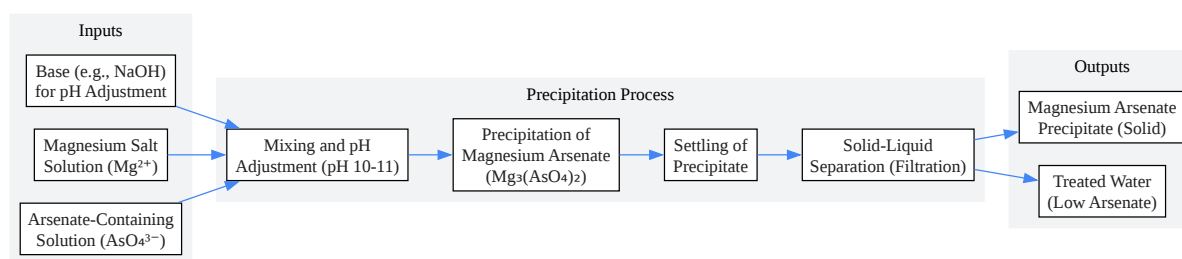 Inputs
Base (e.g., NaOH)
for pH Adjustment
Magnesium Salt
Solution (Mg²⁺)
Arsenate-Containing
Solution (AsO₄³⁻)
Precipitation Process
Mixing and pH
Adjustment (pH 10-11)
Precipitation of
Magnesium Arsenate
(Mg₃(AsO₄)₂)
Settling of
Precipitate
Solid-Liquid
Separation (Filtration)
Outputs
Magnesium Arsenate
Precipitate (Solid)
Treated Water
(Low Arsenate)